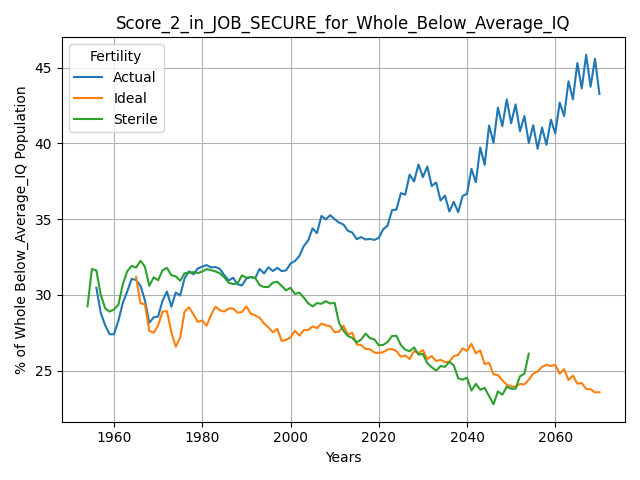 Score_2_in_JOB_SECURE_for_Whole_Below_Average_IQ
Fertility
Actual
Ideal
Sterile
% of Whole Below_Average_IQ Population
45
40
35
30
25
1960
1980
2000
2020
2040
2060
Years